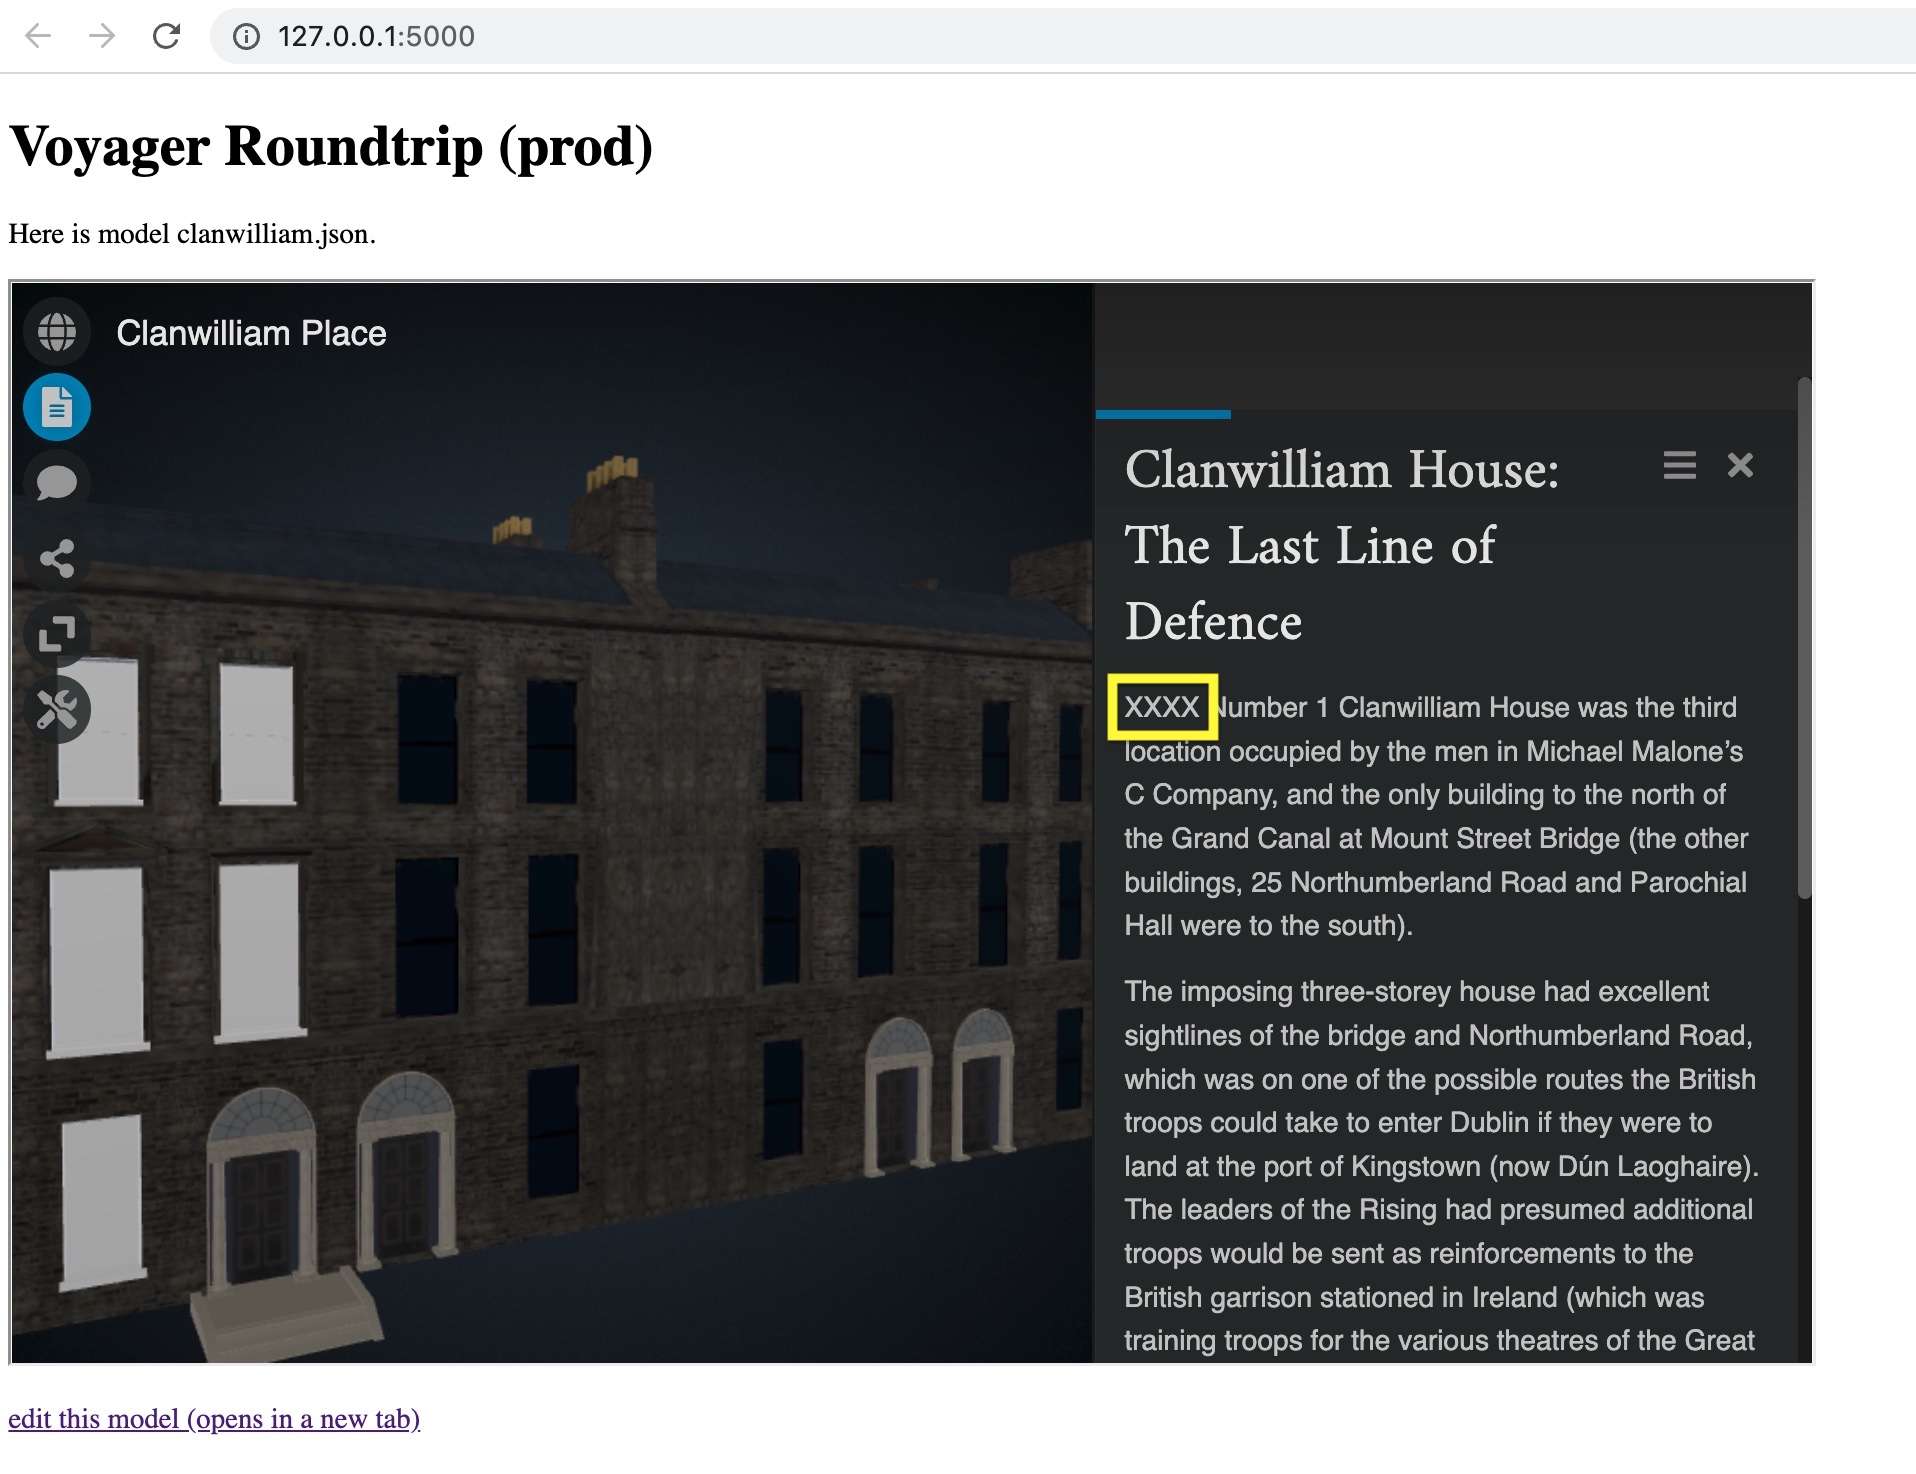 127.0.0.1:5000
Voyager Roundtrip (prod)
Here is model clanwilliam.json.
Clanwilliam Place
Clanwilliam House:
The Last Line of
Defence
XXXX Number 1 Clanwilliam House was the third
location occupied by the men in Michael Malone’s
C Company, and the only building to the north of
the Grand Canal at Mount Street Bridge (the other
buildings, 25 Northumberland Road and Parochial
Hall were to the south).
The imposing three-storey house had excellent
sightlines of the bridge and Northumberland Road,
which was on one of the possible routes the British
troops could take to enter Dublin if they were to
land at the port of Kingstown (now Dún Laoghaire).
The leaders of the Rising had presumed additional
troops would be sent as reinforcements to the
British garrison stationed in Ireland (which was
training troops for the various theatres of the Great
edit this model (opens in a new tab)